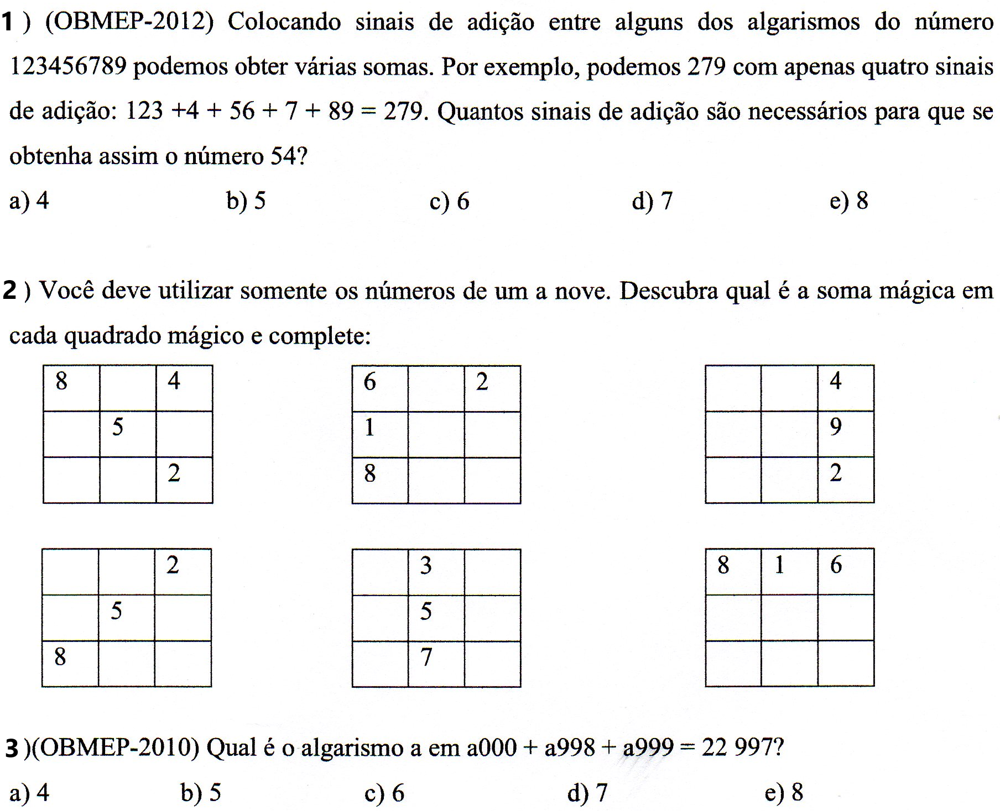 1 ) (OBMEP-2012) Colocando sinais de adição entre alguns dos algarismos do número
123456789 podemos obter várias somas. Por exemplo, podemos 279 com apenas quatro sinais
de adição: 123 +4 + 56 + 7 + 89 = 279. Quantos sinais de adição são necessários para que se
obtenha assim o número 54?
a) 4 b) 5 c) 6 d) 7 e) 8
2 ) Você deve utilizar somente os números de um a nove. Descubra qual é a soma mágica em
cada quadrado mágico e complete:
8 4 6 2 4
5 1 9
2 8 2
2 3 8 1 6
5 5
8 7
3 )(OBMEP-2010) Qual é o algarismo a em a000 + a998 + a999 = 22 997?
a) 4 b) 5 c) 6 d) 7 e) 8